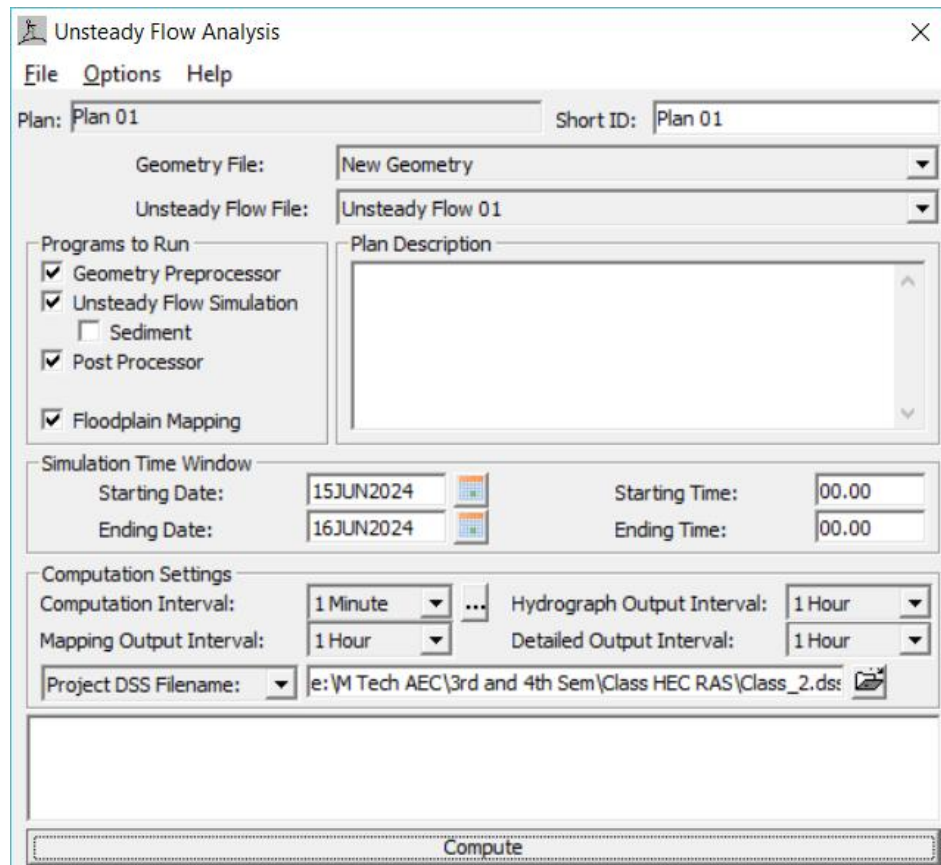 Unsteady Flow Analysis
File Options Help
Plan: Plan 01 Short ID: Plan 01
Geometry File: New Geometry
Unsteady Flow File: Unsteady Flow 01
Programs to Run
Geometry Preprocessor
Unsteady Flow Simulation
Sediment
Post Processor
Floodplain Mapping
Plan Description
Simulation Time Window
Starting Date: 15JUN2024 Starting Time: 00.00
Ending Date: 16JUN2024 Ending Time: 00.00
Computation Settings
Computation Interval: 1 Minute ... Hydrograph Output Interval: 1 Hour
Mapping Output Interval: 1 Hour Detailed Output Interval: 1 Hour
Project DSS Filename: e:\M Tech AEC\3rd and 4th Sem\Class HEC RAS\Class_2.dss
Compute